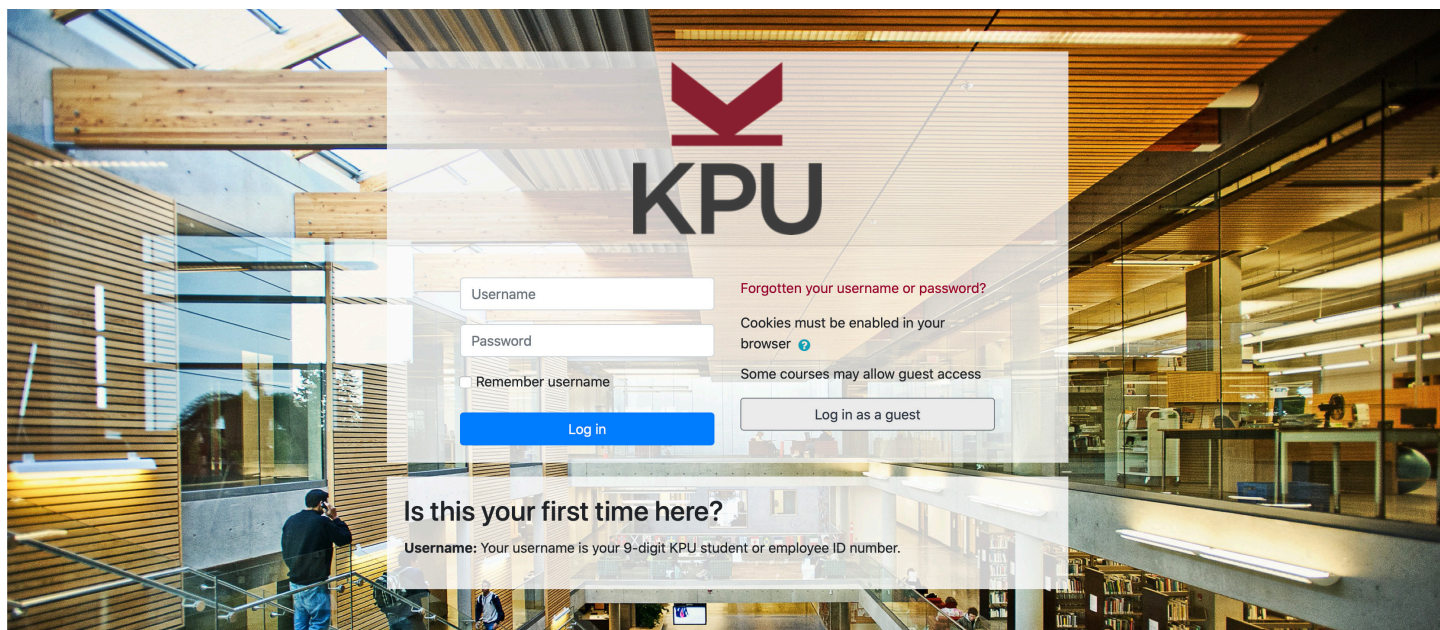 KPU
Username
Password
Remember username
Log in
Forgotten your username or password?
Cookies must be enabled in your
browser ?
Some courses may allow guest access
Log in as a guest
Is this your first time here?
Username: Your username is your 9-digit KPU student or employee ID number.